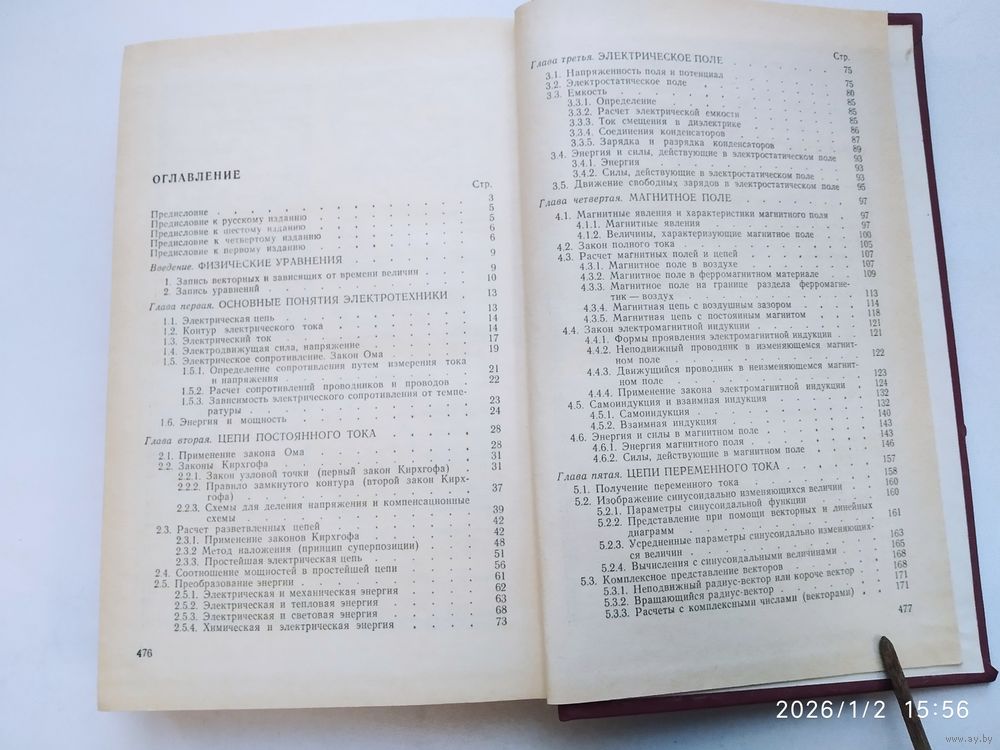 ОГЛАВЛЕНИЕ
Стр.
Предисловие . . . 3
Предисловие к русскому изданию . . . 5
Предисловие к шестому изданию . . . 5
Предисловие к четвертому изданию . . . 6
Предисловие к первому изданию . . . 6
Введение. ФИЗИЧЕСКИЕ УРАВНЕНИЯ . . . 9
1. Запись векторных и зависящих от времени величин . . . 9
2. Запись уравнений . . . 10
Глава первая. ОСНОВНЫЕ ПОНЯТИЯ ЭЛЕКТРОТЕХНИКИ . 13
1.1. Электрическая цепь . . . 13
1.2. Контур электрического тока . . . 14
1.3. Электрический ток . . . 14
1.4. Электродвижущая сила, напряжение . . . 17
1.5. Электрическое сопротивление. Закон Ома . . . 19
1.5.1. Определение сопротивления путем измерения тока
и напряжения . . . 21
1.5.2. Расчет сопротивлений проводников и проводов . . . 22
1.5.3. Зависимость электрического сопротивления от темпе-
ратуры . . . 23
1.6. Энергия и мощность . . . 24
Глава вторая. ЦЕПИ ПОСТОЯННОГО ТОКА . . . 28
2.1. Применение закона Ома . . . 28
2.2. Законы Кирхгофа . . . 31
2.2.1. Закон узловой точки (первый закон Кирхгофа) . . . 31
2.2.2. Правило замкнутого контура (второй закон Кирх-
гофа) . . . 37
2.2.3. Схемы для деления напряжения и компенсационные
схемы . . . 39
2.3. Расчет разветвленных цепей . . . 42
2.3.1. Применение законов Кирхгофа . . . 42
2.3.2 Метод наложения (принцип суперпозиции) . . . 48
2.3.3. Простейшая электрическая цепь . . . 51
2.4. Соотношение мощностей в простейшей цепи . . . 56
2.5. Преобразование энергии . . . 61
2.5.1. Электрическая и механическая энергия . . . 62
2.5.2. Электрическая и тепловая энергия . . . 63
2.5.3. Электрическая и световая энергия . . . 68
2.5.4. Химическая и электрическая энергия . . . 73
476
Стр.
Глава третья. ЭЛЕКТРИЧЕСКОЕ ПОЛЕ . . . 75
3.1. Напряженность поля и потенциал . . . 75
3.2. Электростатическое поле . . . 80
3.3. Емкость . . . 85
3.3.1. Определение . . . 85
3.3.2. Расчет электрической емкости . . . 85
3.3.3. Ток смещения в диэлектрике . . . 86
3.3.4. Соединения конденсаторов . . . 87
3.3.5. Зарядка и разрядка конденсаторов . . . 89
3.4. Энергия и силы, действующие в электростатическом поле 93
3.4.1. Энергия . . . 93
3.4.2. Силы, действующие в электростатическом поле . . 95
3.5. Движение свободных зарядов в электростатическом поле
Глава четвертая. МАГНИТНОЕ ПОЛЕ . . . 97
4.1. Магнитные явления и характеристики магнитного поля . 97
4.1.1. Магнитные явления . . . 97
4.1.2. Величины, характеризующие магнитное поле . . . 100
4.2. Закон полного тока . . . 105
4.3. Расчет магнитных полей и цепей . . . 107
4.3.1. Магнитное поле в воздухе . . . 107
4.3.2. Магнитное поле в ферромагнитном материале . . . 109
4.3.3. Магнитное поле на границе раздела ферромагне-
тик — воздух . . . 113
4.3.4. Магнитная цепь с воздушным зазором . . . 114
4.3.5. Магнитная цепь с постоянным магнитом . . . 118
4.4. Закон электромагнитной индукции . . . 121
4.4.1. Формы проявления электромагнитной индукции . . 121
4.4.2. Неподвижный проводник в изменяющемся магнит-
ном поле . . . 122
4.4.3. Движущийся проводник в неизменяющемся магнит-
ном поле . . . 123
4.4.4. Применение закона электромагнитной индукции . 124
4.5. Самоиндукция и взаимная индукция . . . 132
4.5.1. Самоиндукция . . . 132
4.5.2. Взаимная индукция . . . 140
4.6. Энергия и силы в магнитном поле . . . 143
4.6.1. Энергия магнитного поля . . . 143
4.6.2. Силы, действующие в магнитном поле . . . 146
Глава пятая. ЦЕПИ ПЕРЕМЕННОГО ТОКА . . . 157
5.1. Получение переменного тока . . . 158
5.2. Изображение синусоидально изменяющихся величин . 160
5.2.1. Параметры синусоидальной функции . . . 160
5.2.2. Представление при помощи векторных и линейных
диаграмм . . . 161
5.2.3. Усредненные параметры синусоидально изменяющих-
ся величин . . . 163
5.2.4. Вычисления с синусоидальными величинами . . . 165
5.3. Комплексное представление векторов . . . 168
5.3.1. Неподвижный радиус-вектор или короче вектор . 168
5.3.2. Вращающийся радиус-вектор . . . 171
5.3.3. Расчеты с комплексными числами (векторами) . . 171
477
2026/1/2 15:56
www.ay.by